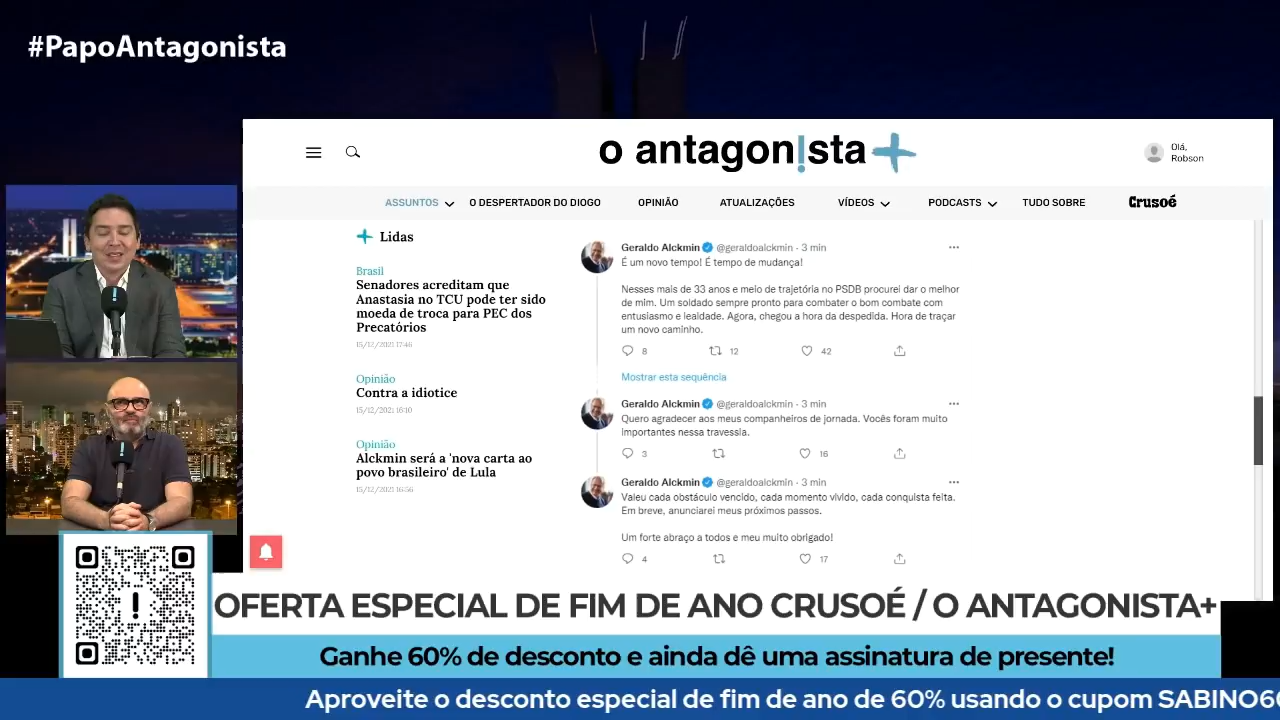 #PapoAntagonista
o antagon!sta+
Olá,
Robson
ASSUNTOS
O DESPERTADOR DO DIOGO
OPINIÃO
ATUALIZAÇÕES
VÍDEOS
PODCASTS
TUDO SOBRE
Crusoé
+ Lidas
Brasil
Senadores acreditam que
Anastasia no TCU pode ter sido
moeda de troca para PEC dos
Precatórios
15/12/2021 17:46
Opinião
Contra a idiotice
15/12/2021 16:10
Opinião
Alckmin será a 'nova carta ao
povo brasileiro' de Lula
15/12/2021 16:56
Geraldo Alckmin @geraldoalckmin · 3 min
É um novo tempo! É tempo de mudança!
Nesses mais de 33 anos e meio de trajetória no PSDB procurei dar o melhor
de mim. Um soldado sempre pronto para combater o bom combate com
entusiasmo e lealdade. Agora, chegou a hora da despedida. Hora de traçar
um novo caminho.
8 12 42
Mostrar esta sequência
Geraldo Alckmin @geraldoalckmin · 3 min
Quero agradecer aos meus companheiros de jornada. Vocês foram muito
importantes nessa travessia.
3 16
Geraldo Alckmin @geraldoalckmin · 3 min
Valeu cada obstáculo vencido, cada momento vivido, cada conquista feita.
Em breve, anunciarei meus próximos passos.
Um forte abraço a todos e meu muito obrigado!
4 17
OFERTA ESPECIAL DE FIM DE ANO CRUSOÉ / O ANTAGONISTA+
Ganhe 60% de desconto e ainda dê uma assinatura de presente!
Aproveite o desconto especial de fim de ano de 60% usando o cupom SABINO60